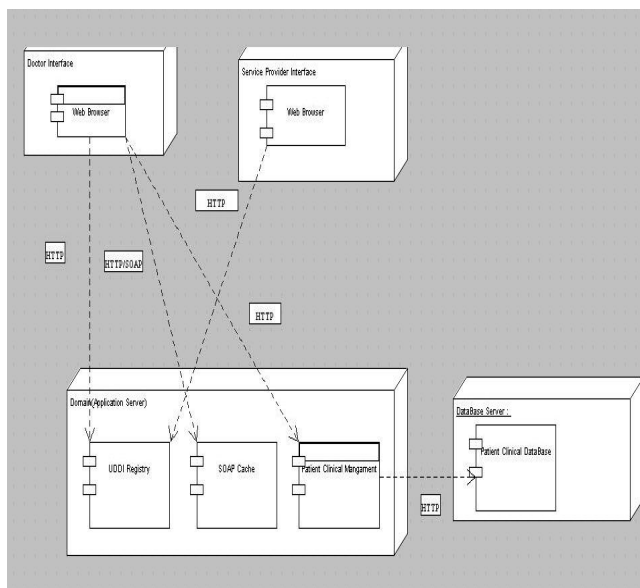 Doctor Interface
Web Browser
Service Provider Interface
Web Browser
HTTP
HTTP
HTTP/SOAP
HTTP
Domain(Application Server)
UDDI Registry
SOAP Cache
Patient Clinical Mangament
DataBase Server :
Patient Clinical DataBase
HTTP